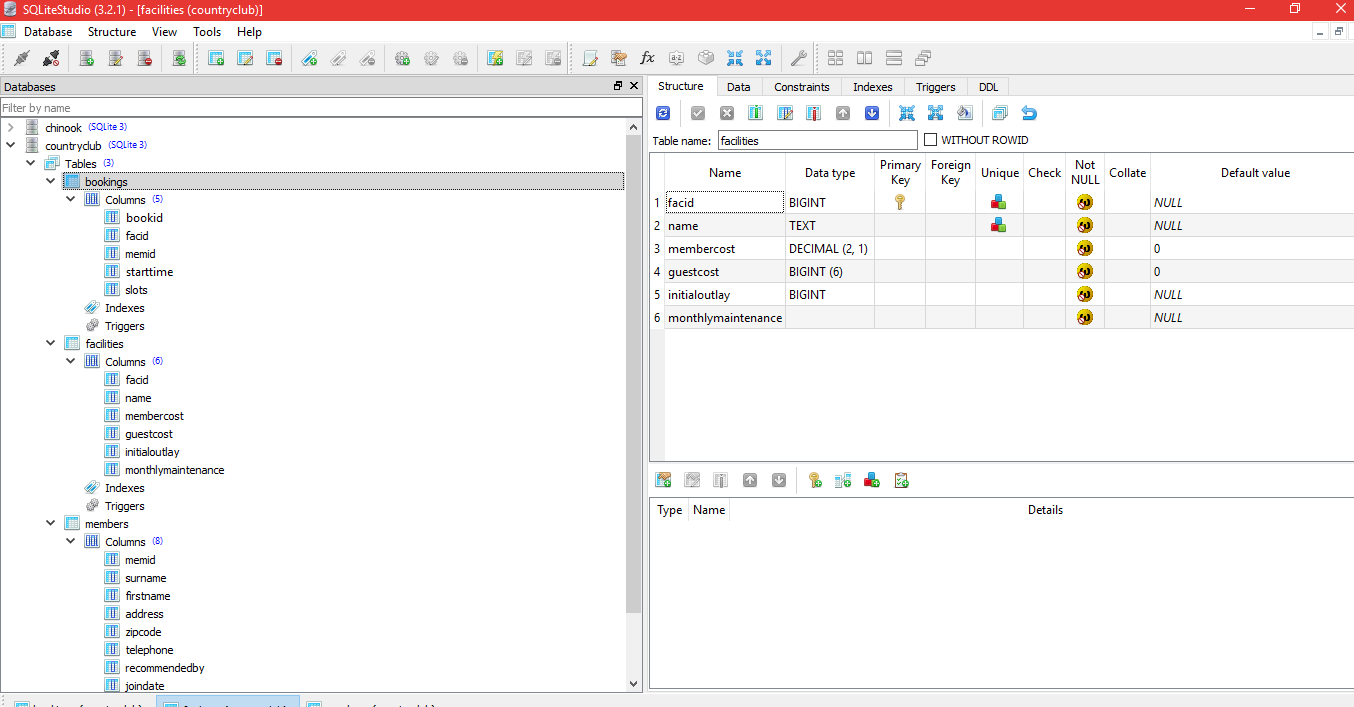 SQLiteStudio (3.2.1) - [facilities (countryclub)]
Database Structure View Tools Help
Databases
Filter by name
chinook (SQLite 3)
countryclub (SQLite 3)
Tables (3)
bookings
Columns (5)
bookid
facid
memid
starttime
slots
Indexes
Triggers
facilities
Columns (6)
facid
name
membercost
guestcost
initialoutlay
monthlymaintenance
Indexes
Triggers
members
Columns (8)
memid
surname
firstname
address
zipcode
telephone
recommendedby
joindate
Structure Data Constraints Indexes Triggers DDL
Table name: facilities WITHOUT ROWID
Name Data type Primary Key Foreign Key Unique Check Not NULL Collate Default value
1 facid BIGINT NULL
2 name TEXT NULL
3 membercost DECIMAL (2, 1) 0
4 guestcost BIGINT (6) 0
5 initialoutlay BIGINT NULL
6 monthlymaintenance NULL
Type Name Details